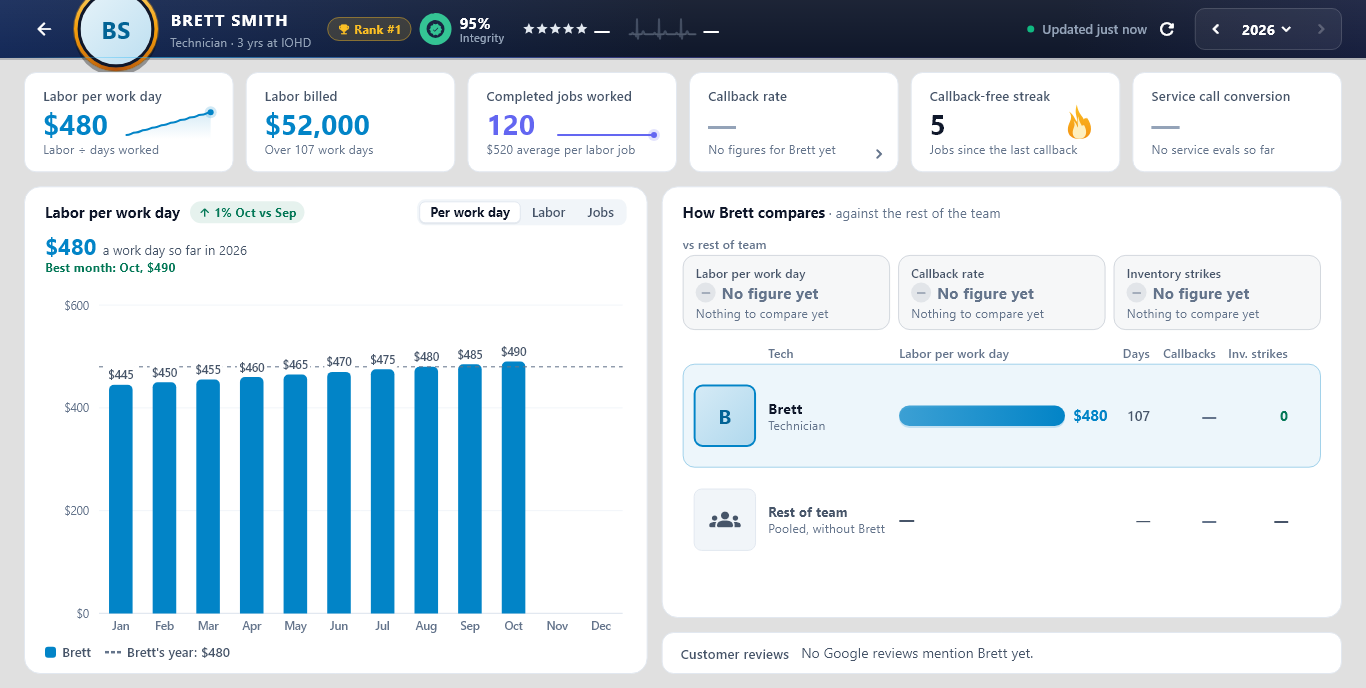 BS
BRETT SMITH
Technician · 3 yrs at IOHD
Rank #1
95%
Integrity
★★★★★ —
—
Updated just now
2026
Labor per work day
$480
Labor ÷ days worked
Labor billed
$52,000
Over 107 work days
Completed jobs worked
120
$520 average per labor job
Callback rate
—
No figures for Brett yet
Callback-free streak
5
Jobs since the last callback
Service call conversion
—
No service evals so far
Labor per work day
↑ 1% Oct vs Sep
Per work day
Labor
Jobs
$480 a work day so far in 2026
Best month: Oct, $490
$600
$400
$200
$0
$445 $450 $455 $460 $465 $470 $475 $480 $485 $490
Jan Feb Mar Apr May Jun Jul Aug Sep Oct Nov Dec
Brett
Brett's year: $480
How Brett compares · against the rest of the team
vs rest of team
Labor per work day
– No figure yet
Nothing to compare yet
Callback rate
– No figure yet
Nothing to compare yet
Inventory strikes
– No figure yet
Nothing to compare yet
Tech Labor per work day Days Callbacks Inv. strikes
B
Brett
Technician
$480 107 — 0
Rest of team
Pooled, without Brett
— — — —
Customer reviews No Google reviews mention Brett yet.